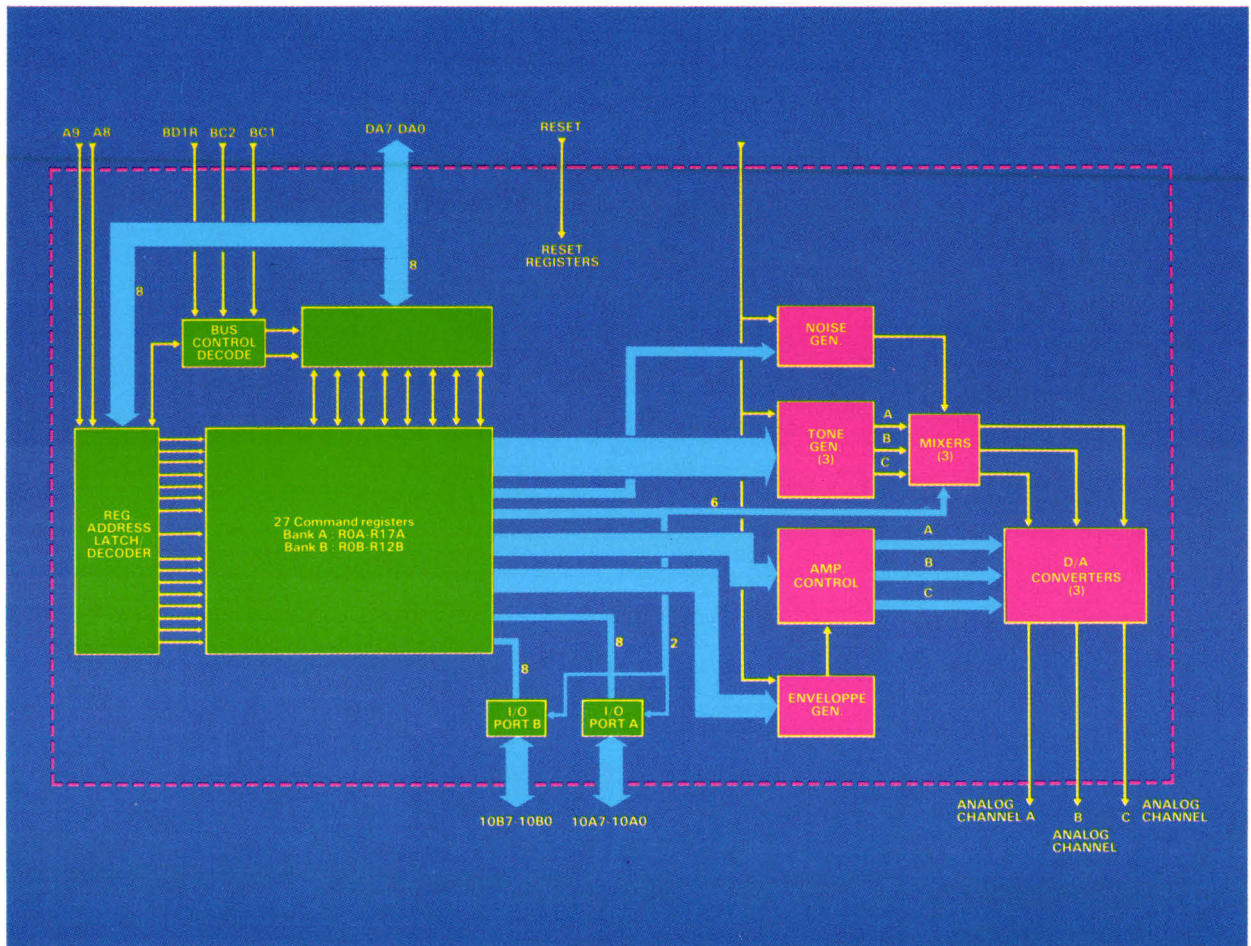 A9 A8 BD1R BC2 BC1 DA7-DA0 RESET
RESET
REGISTERS
8
8
BUS
CONTROL
DECODE
NOISE
GEN.
TONE
GEN.
(3)
A
B
C
MIXERS
(3)
REG
ADDRESS
LATCH/
DECODER
27 Command registers
Bank A : R0A-R17A
Bank B : R0B-R12B
6
AMP.
CONTROL
A
B
C
D/A
CONVERTERS
(3)
8
8
2
I/O
PORT B
I/O
PORT A
ENVELOPPE
GEN.
10B7-10B0 10A7-10A0
ANALOG
CHANNEL A
B
ANALOG
CHANNEL
C ANALOG
CHANNEL